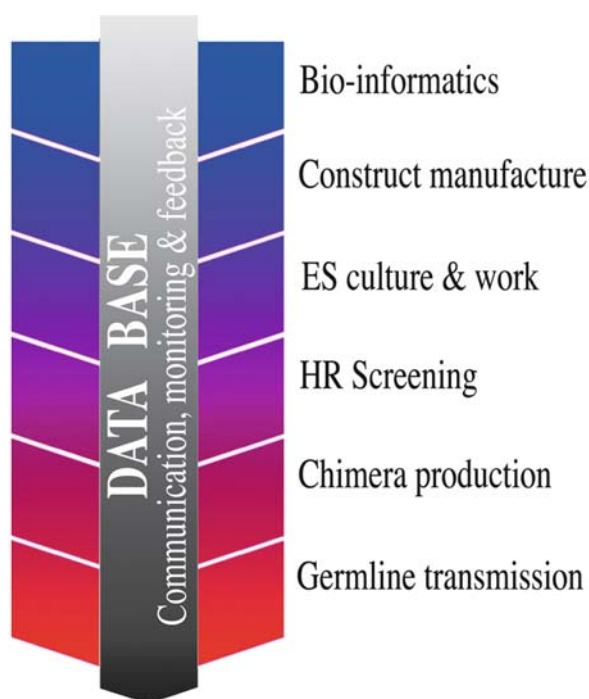 Bio-informatics
Construct manufacture
ES culture & work
HR Screening
Chimera production
Germline transmission
DATA BASE
Communication, monitoring & feedback